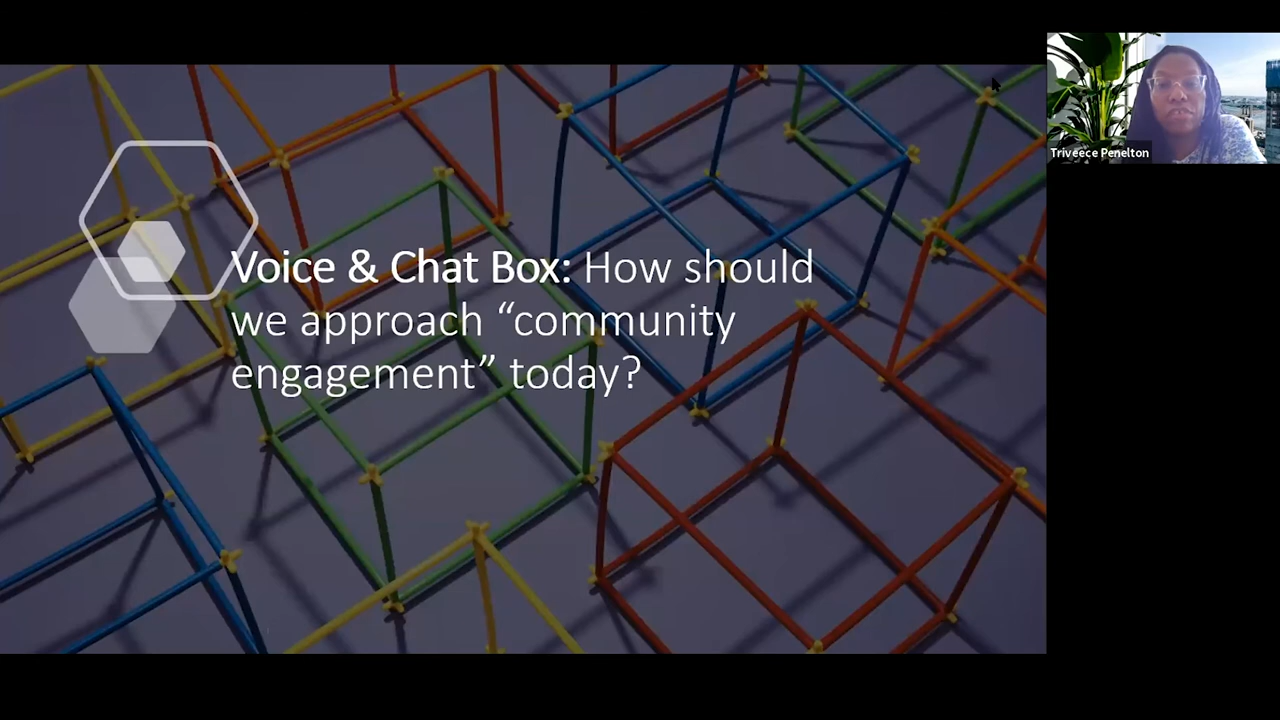 Voice & Chat Box: How should
we approach “community
engagement” today?
Triveece Penelton